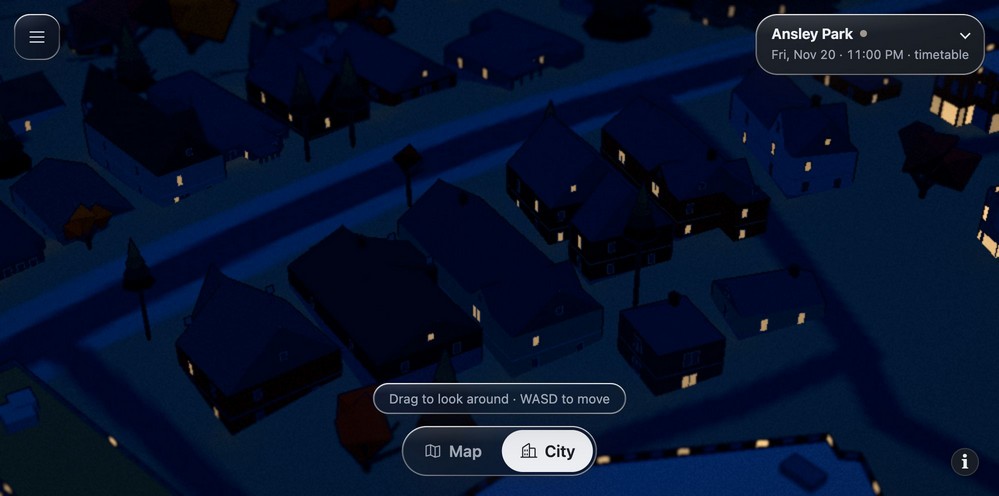 Ansley Park
Fri, Nov 20 · 11:00 PM · timetable
Drag to look around · WASD to move
Map
City
i